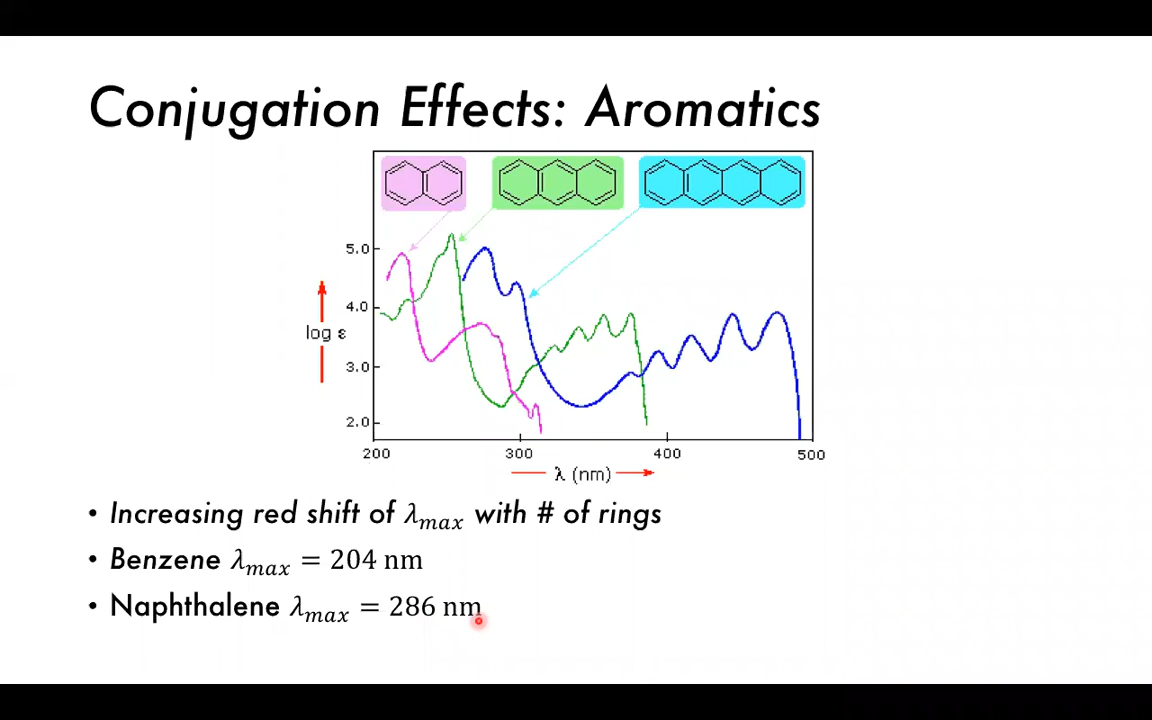 Conjugation Effects: Aromatics
5.0
4.0
log ε
3.0
2.0
200 300 400 500
λ (nm)
• Increasing red shift of λmax with # of rings
• Benzene λmax = 204 nm
• Naphthalene λmax = 286 nm